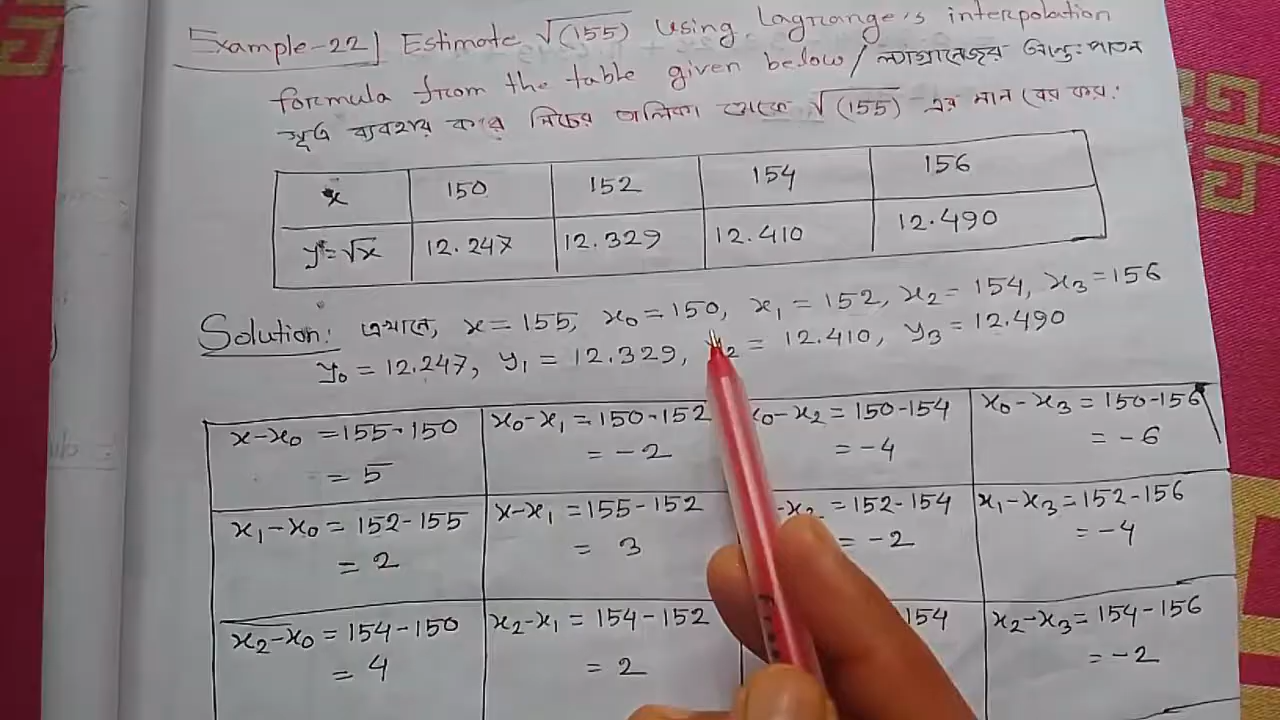 Example-22] Estimate √(155) using Lagrange's interpolation
formula from the table given below/ ল্যাগ্রাঞ্জের অন্তঃপাতন
সূত্র ব্যবহার করে নিচের তালিকা থেকে √(155) এর মান বের কর:
x 150 152 154 156
y=√x 12.247 12.329 12.410 12.490
Solution: এখানে, x = 155, x₀ = 150, x₁ = 152, x₂ = 154, x₃ = 156
y₀ = 12.247, y₁ = 12.329, y₂ = 12.410, y₃ = 12.490
x-x₀ = 155-150 x₀-x₁ = 150-152 x₀-x₂ = 150-154 x₀-x₃ = 150-156
= 5 = -2 = -4 = -6
x₁-x₀ = 152-155 x-x₁ = 155-152 -x₂ = 152-154 x₁-x₃ = 152-156
= 2 = 3 = -2 = -4
x₂-x₀ = 154-150 x₂-x₁ = 154-152 154 x₂-x₃ = 154-156
= 4 = 2 = -2